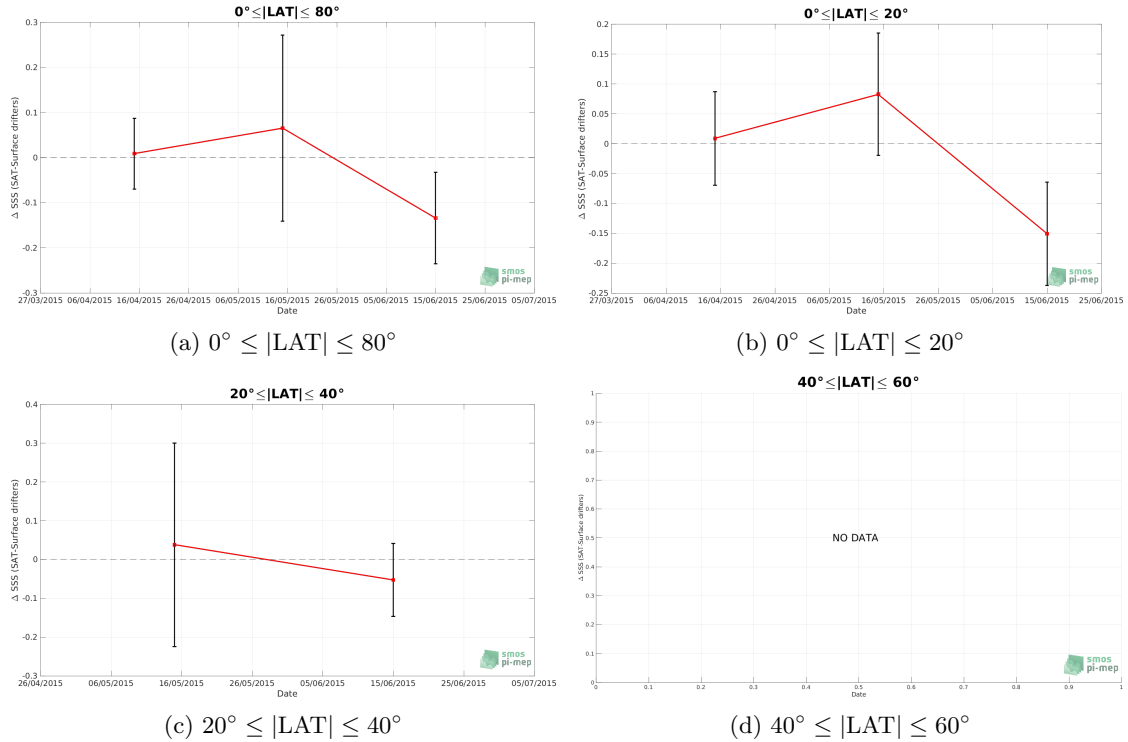 0°≤|LAT|≤ 80°
0.3
0.2
0.1
0
-0.1
-0.2
-0.3
Δ SSS (SAT-Surface drifters)
27/03/2015 06/04/2015 16/04/2015 26/04/2015 06/05/2015 16/05/2015 26/05/2015 05/06/2015 15/06/2015 25/06/2015 05/07/2015
Date
smos
pi-mep
(a) 0° ≤ |LAT| ≤ 80°
0°≤|LAT|≤ 20°
0.2
0.15
0.1
0.05
0
-0.05
-0.1
-0.15
-0.2
-0.25
Δ SSS (SAT-Surface drifters)
27/03/2015 06/04/2015 16/04/2015 26/04/2015 06/05/2015 16/05/2015 26/05/2015 05/06/2015 15/06/2015 25/06/2015
Date
smos
pi-mep
(b) 0° ≤ |LAT| ≤ 20°
20°≤|LAT|≤ 40°
0.4
0.3
0.2
0.1
0
-0.1
-0.2
-0.3
Δ SSS (SAT-Surface drifters)
26/04/2015 06/05/2015 16/05/2015 26/05/2015 05/06/2015 15/06/2015 25/06/2015 05/07/2015
Date
smos
pi-mep
(c) 20° ≤ |LAT| ≤ 40°
40°≤|LAT|≤ 60°
1
0.9
0.8
0.7
0.6
0.5
0.4
0.3
0.2
0.1
0
Δ SSS (SAT-Surface drifters)
NO DATA
0 0.1 0.2 0.3 0.4 0.5 0.6 0.7 0.8 0.9 1
Date
smos
pi-mep
(d) 40° ≤ |LAT| ≤ 60°